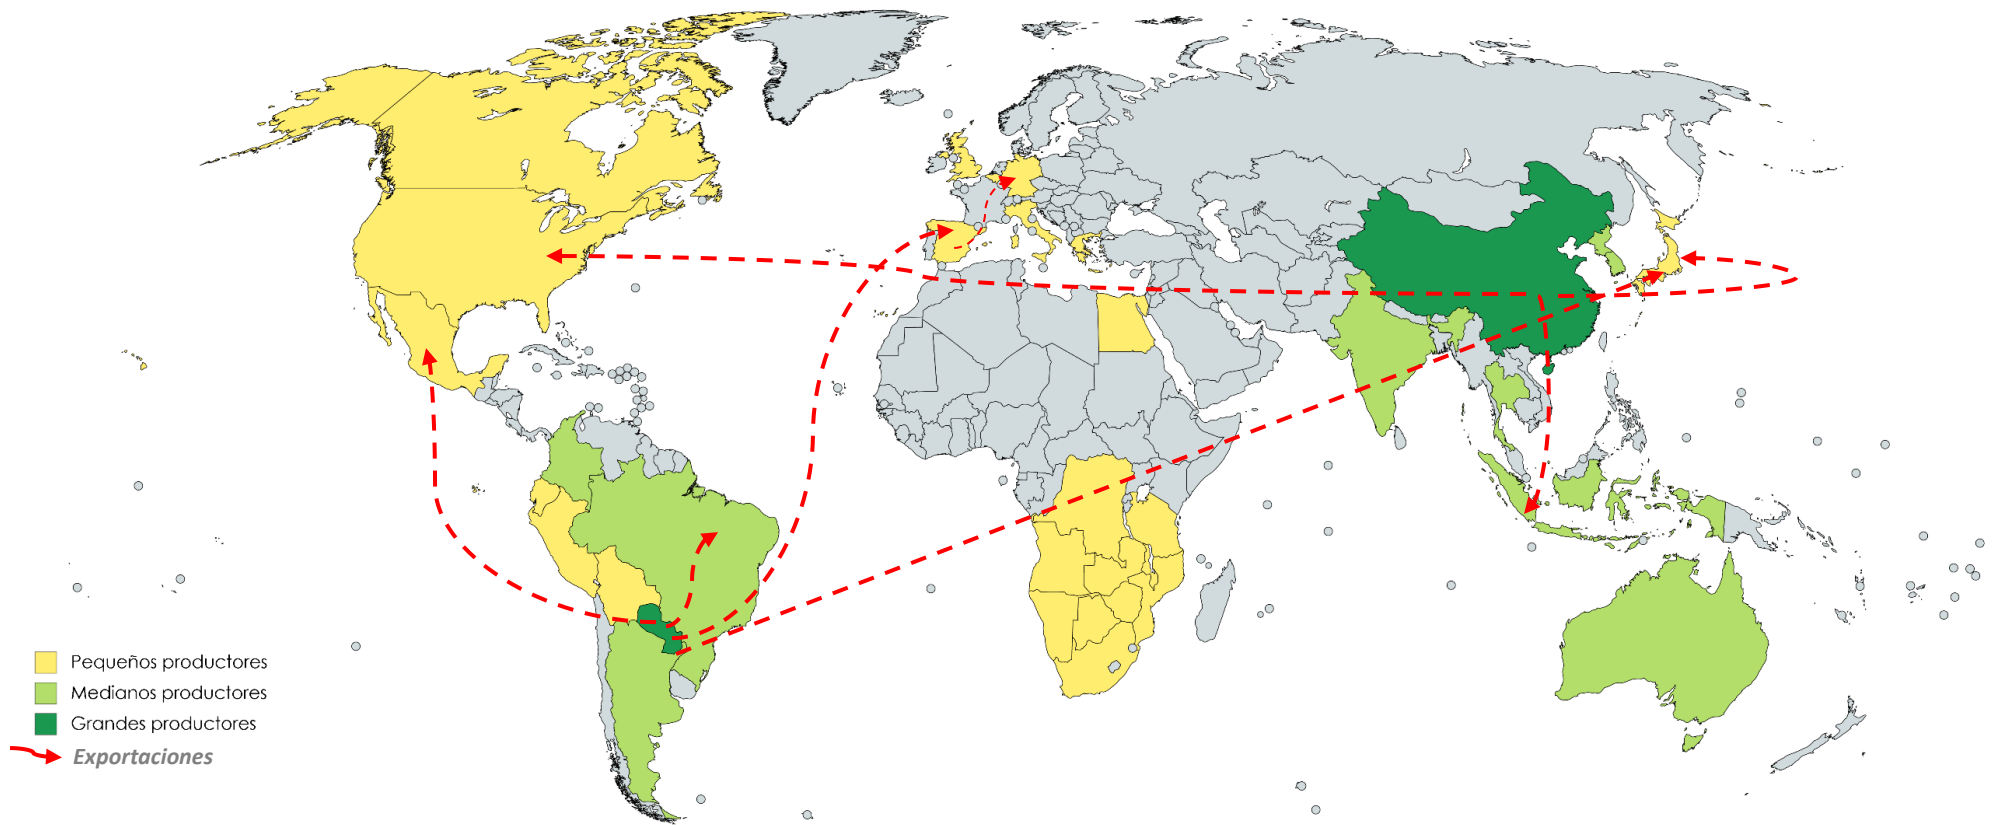 Pequeños productores
Medianos productores
Grandes productores
Exportaciones